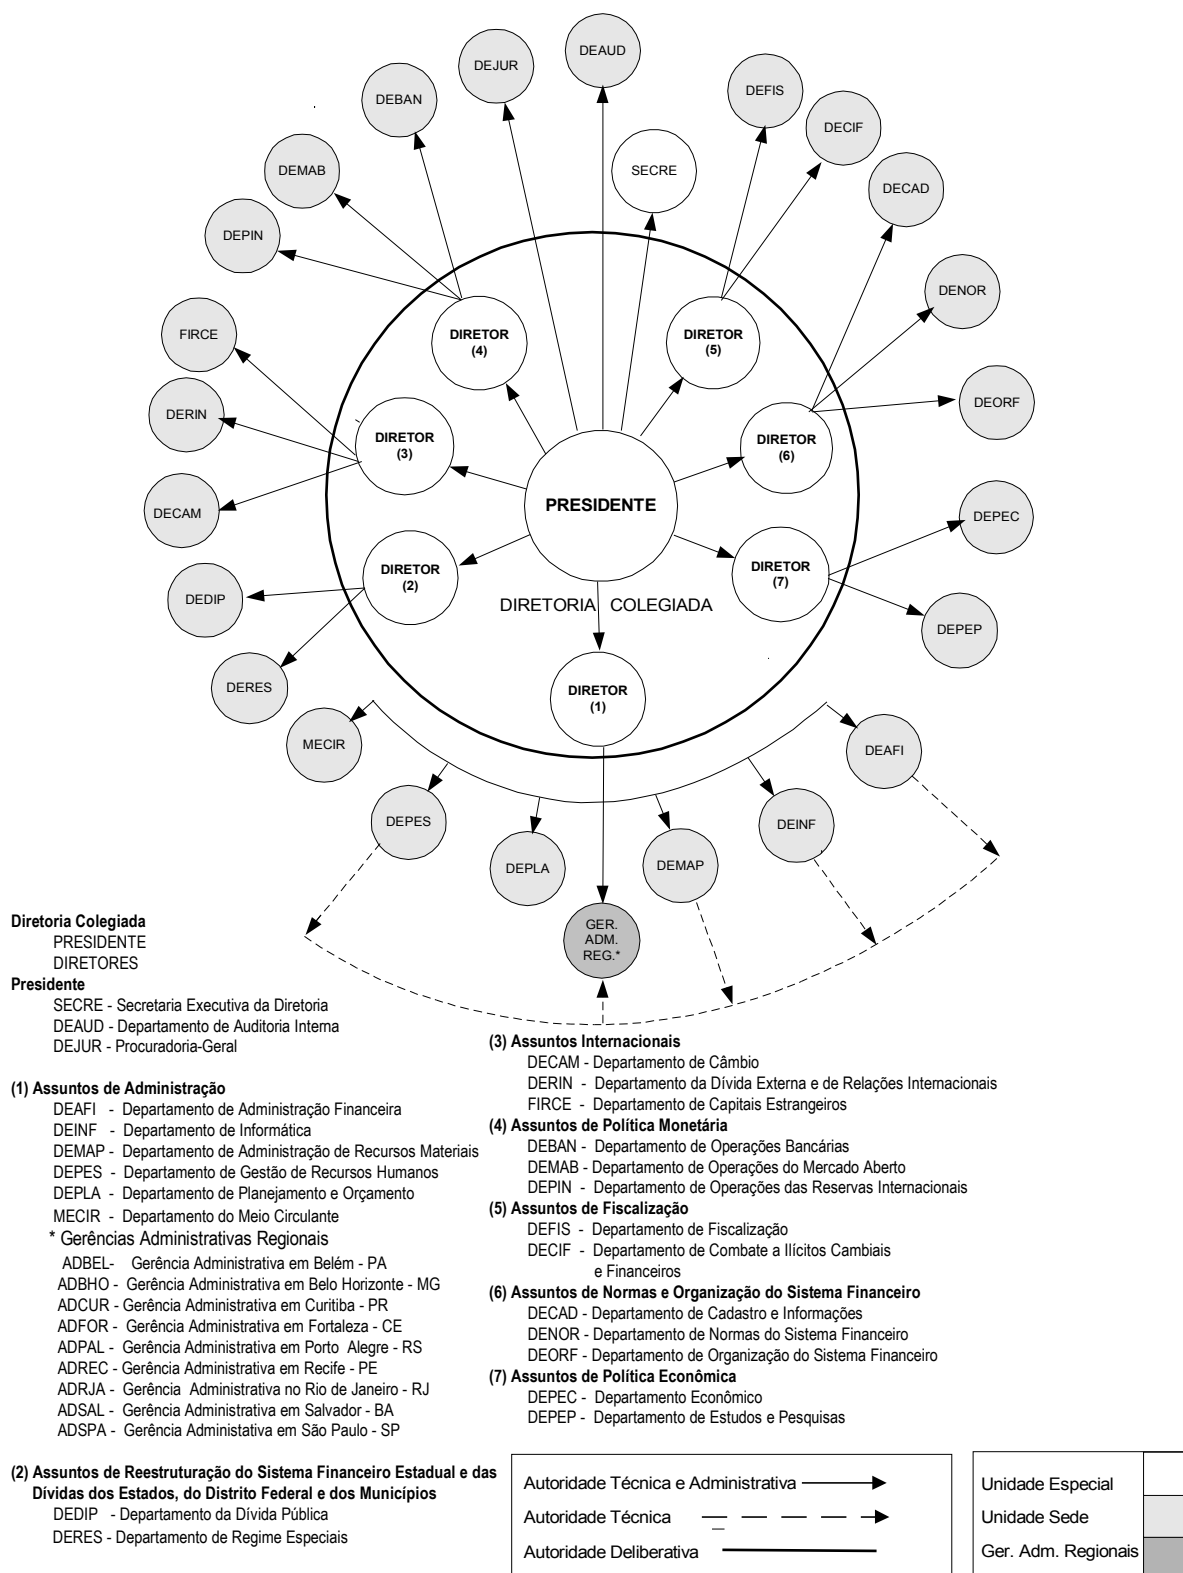 DEAUD
DEJUR
DEFIS
DEBAN
DECIF
DEMAB
SECRE
DECAD
DEPIN
DENOR
FIRCE
DIRETOR
(4)
DIRETOR
(5)
DERIN
DEORF
DIRETOR
(3)
DIRETOR
(6)
DECAM
PRESIDENTE
DEPEC
DIRETOR
(2)
DIRETOR
(7)
DEDIP
DIRETORIA COLEGIADA
DEPEP
DERES
DIRETOR
(1)
MECIR
DEAFI
DEPES
DEINF
DEPLA
DEMAP
GER.
ADM.
REG.*
Diretoria Colegiada
PRESIDENTE
DIRETORES
Presidente
SECRE - Secretaria Executiva da Diretoria
DEAUD - Departamento de Auditoria Interna
DEJUR - Procuradoria-Geral
(1) Assuntos de Administração
DEAFI - Departamento de Administração Financeira
DEINF - Departamento de Informática
DEMAP - Departamento de Administração de Recursos Materiais
DEPES - Departamento de Gestão de Recursos Humanos
DEPLA - Departamento de Planejamento e Orçamento
MECIR - Departamento do Meio Circulante
* Gerências Administrativas Regionais
ADBEL- Gerência Administrativa em Belém - PA
ADBHO - Gerência Administrativa em Belo Horizonte - MG
ADCUR - Gerência Administrativa em Curitiba - PR
ADFOR - Gerência Administrativa em Fortaleza - CE
ADPAL - Gerência Administrativa em Porto Alegre - RS
ADREC - Gerência Administrativa em Recife - PE
ADRJA - Gerência Administrativa no Rio de Janeiro - RJ
ADSAL - Gerência Administrativa em Salvador - BA
ADSPA - Gerência Administativa em São Paulo - SP
(2) Assuntos de Reestruturação do Sistema Financeiro Estadual e das
Dívidas dos Estados, do Distrito Federal e dos Municípios
DEDIP - Departamento da Dívida Pública
DERES - Departamento de Regime Especiais
(3) Assuntos Internacionais
DECAM - Departamento de Câmbio
DERIN - Departamento da Dívida Externa e de Relações Internacionais
FIRCE - Departamento de Capitais Estrangeiros
(4) Assuntos de Política Monetária
DEBAN - Departamento de Operações Bancárias
DEMAB - Departamento de Operações do Mercado Aberto
DEPIN - Departamento de Operações das Reservas Internacionais
(5) Assuntos de Fiscalização
DEFIS - Departamento de Fiscalização
DECIF - Departamento de Combate a Ilícitos Cambiais
e Financeiros
(6) Assuntos de Normas e Organização do Sistema Financeiro
DECAD - Departamento de Cadastro e Informações
DENOR - Departamento de Normas do Sistema Financeiro
DEORF - Departamento de Organização do Sistema Financeiro
(7) Assuntos de Política Econômica
DEPEC - Departamento Econômico
DEPEP - Departamento de Estudos e Pesquisas
Autoridade Técnica e Administrativa
Autoridade Técnica
Autoridade Deliberativa
Unidade Especial
Unidade Sede
Ger. Adm. Regionais